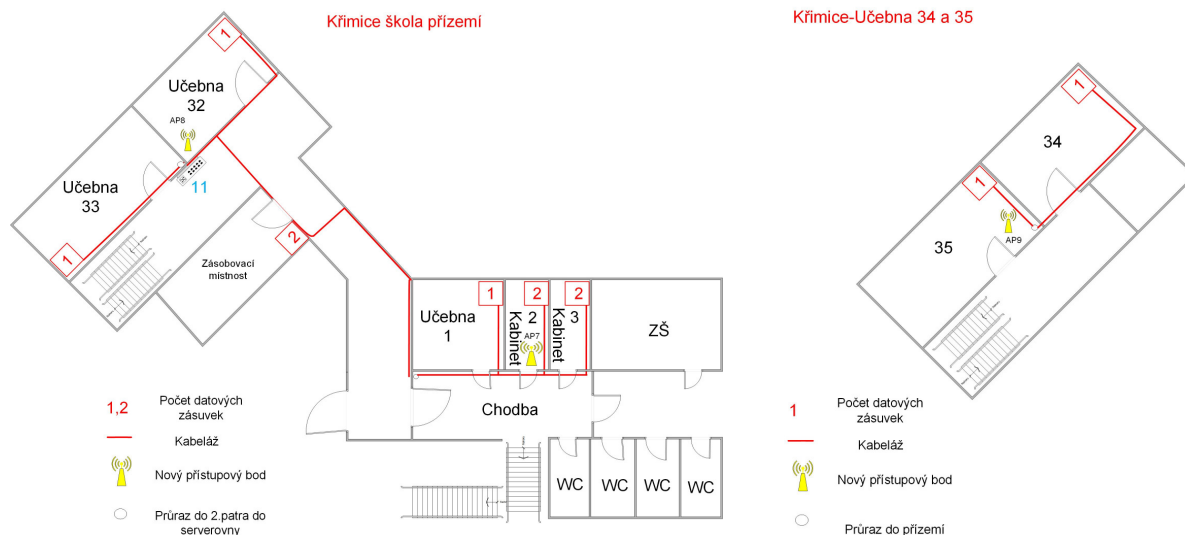 Křimice škola přízemí
Křimice-Učebna 34 a 35
1
Učebna
32
AP8
Učebna
33
11
1
2
Zásobovací
místnost
1
2
2
Učebna
1
2
Kabinet
AP7
3
Kabinet
ZŠ
Chodba
WC
WC
WC
WC
1,2
Počet datových
zásuvek
Kabeláž
Nový přístupový bod
Průraz do 2.patra do
serverovny
1
34
1
35
AP9
1
Počet datových
zásuvek
Kabeláž
Nový přístupový bod
Průraz do přízemí